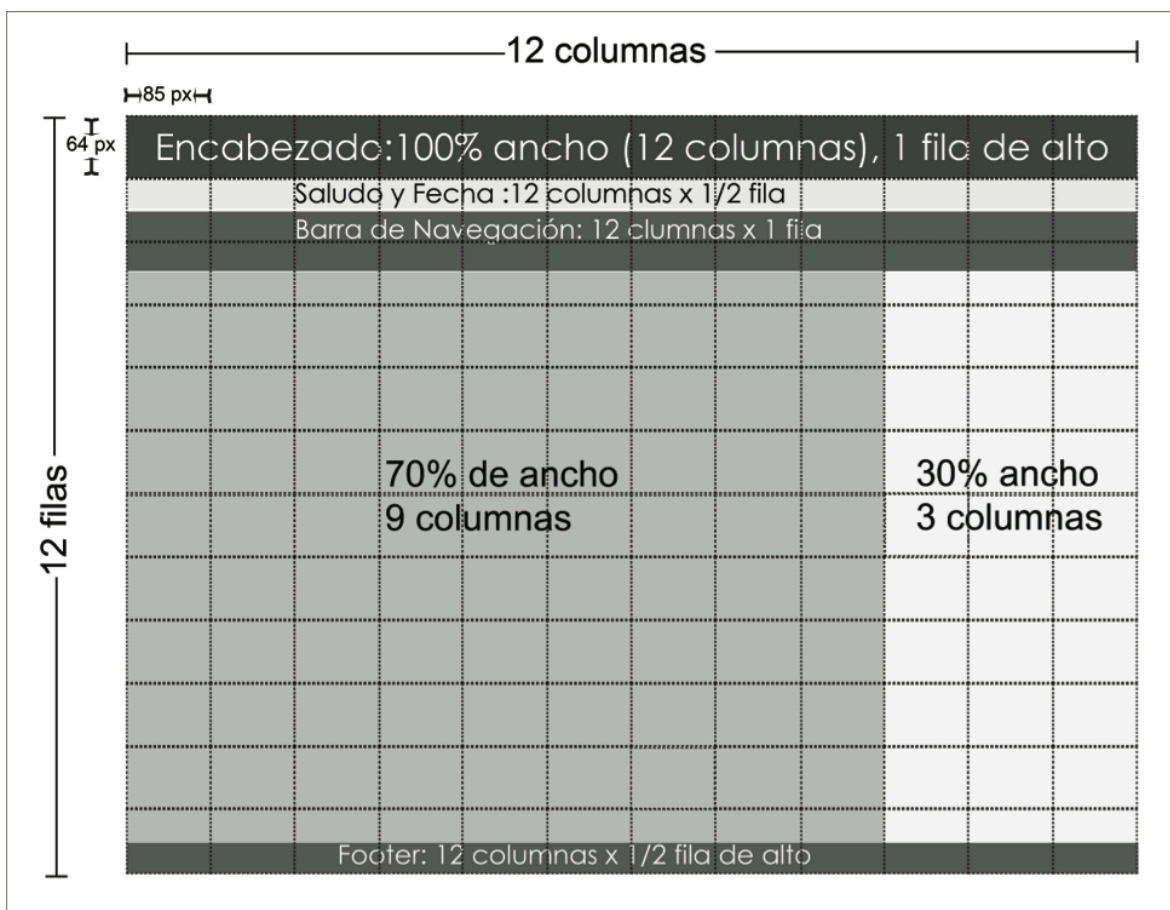 12 columnas
85 px
64 px
Encabezado:100% ancho (12 columnas), 1 fila de alto
Saludo y Fecha :12 columnas x 1/2 fila
Barra de Navegación: 12 clumnas x 1 fila
70% de ancho
9 columnas
30% ancho
3 columnas
12 filas
Footer: 12 columnas x 1/2 fila de alto